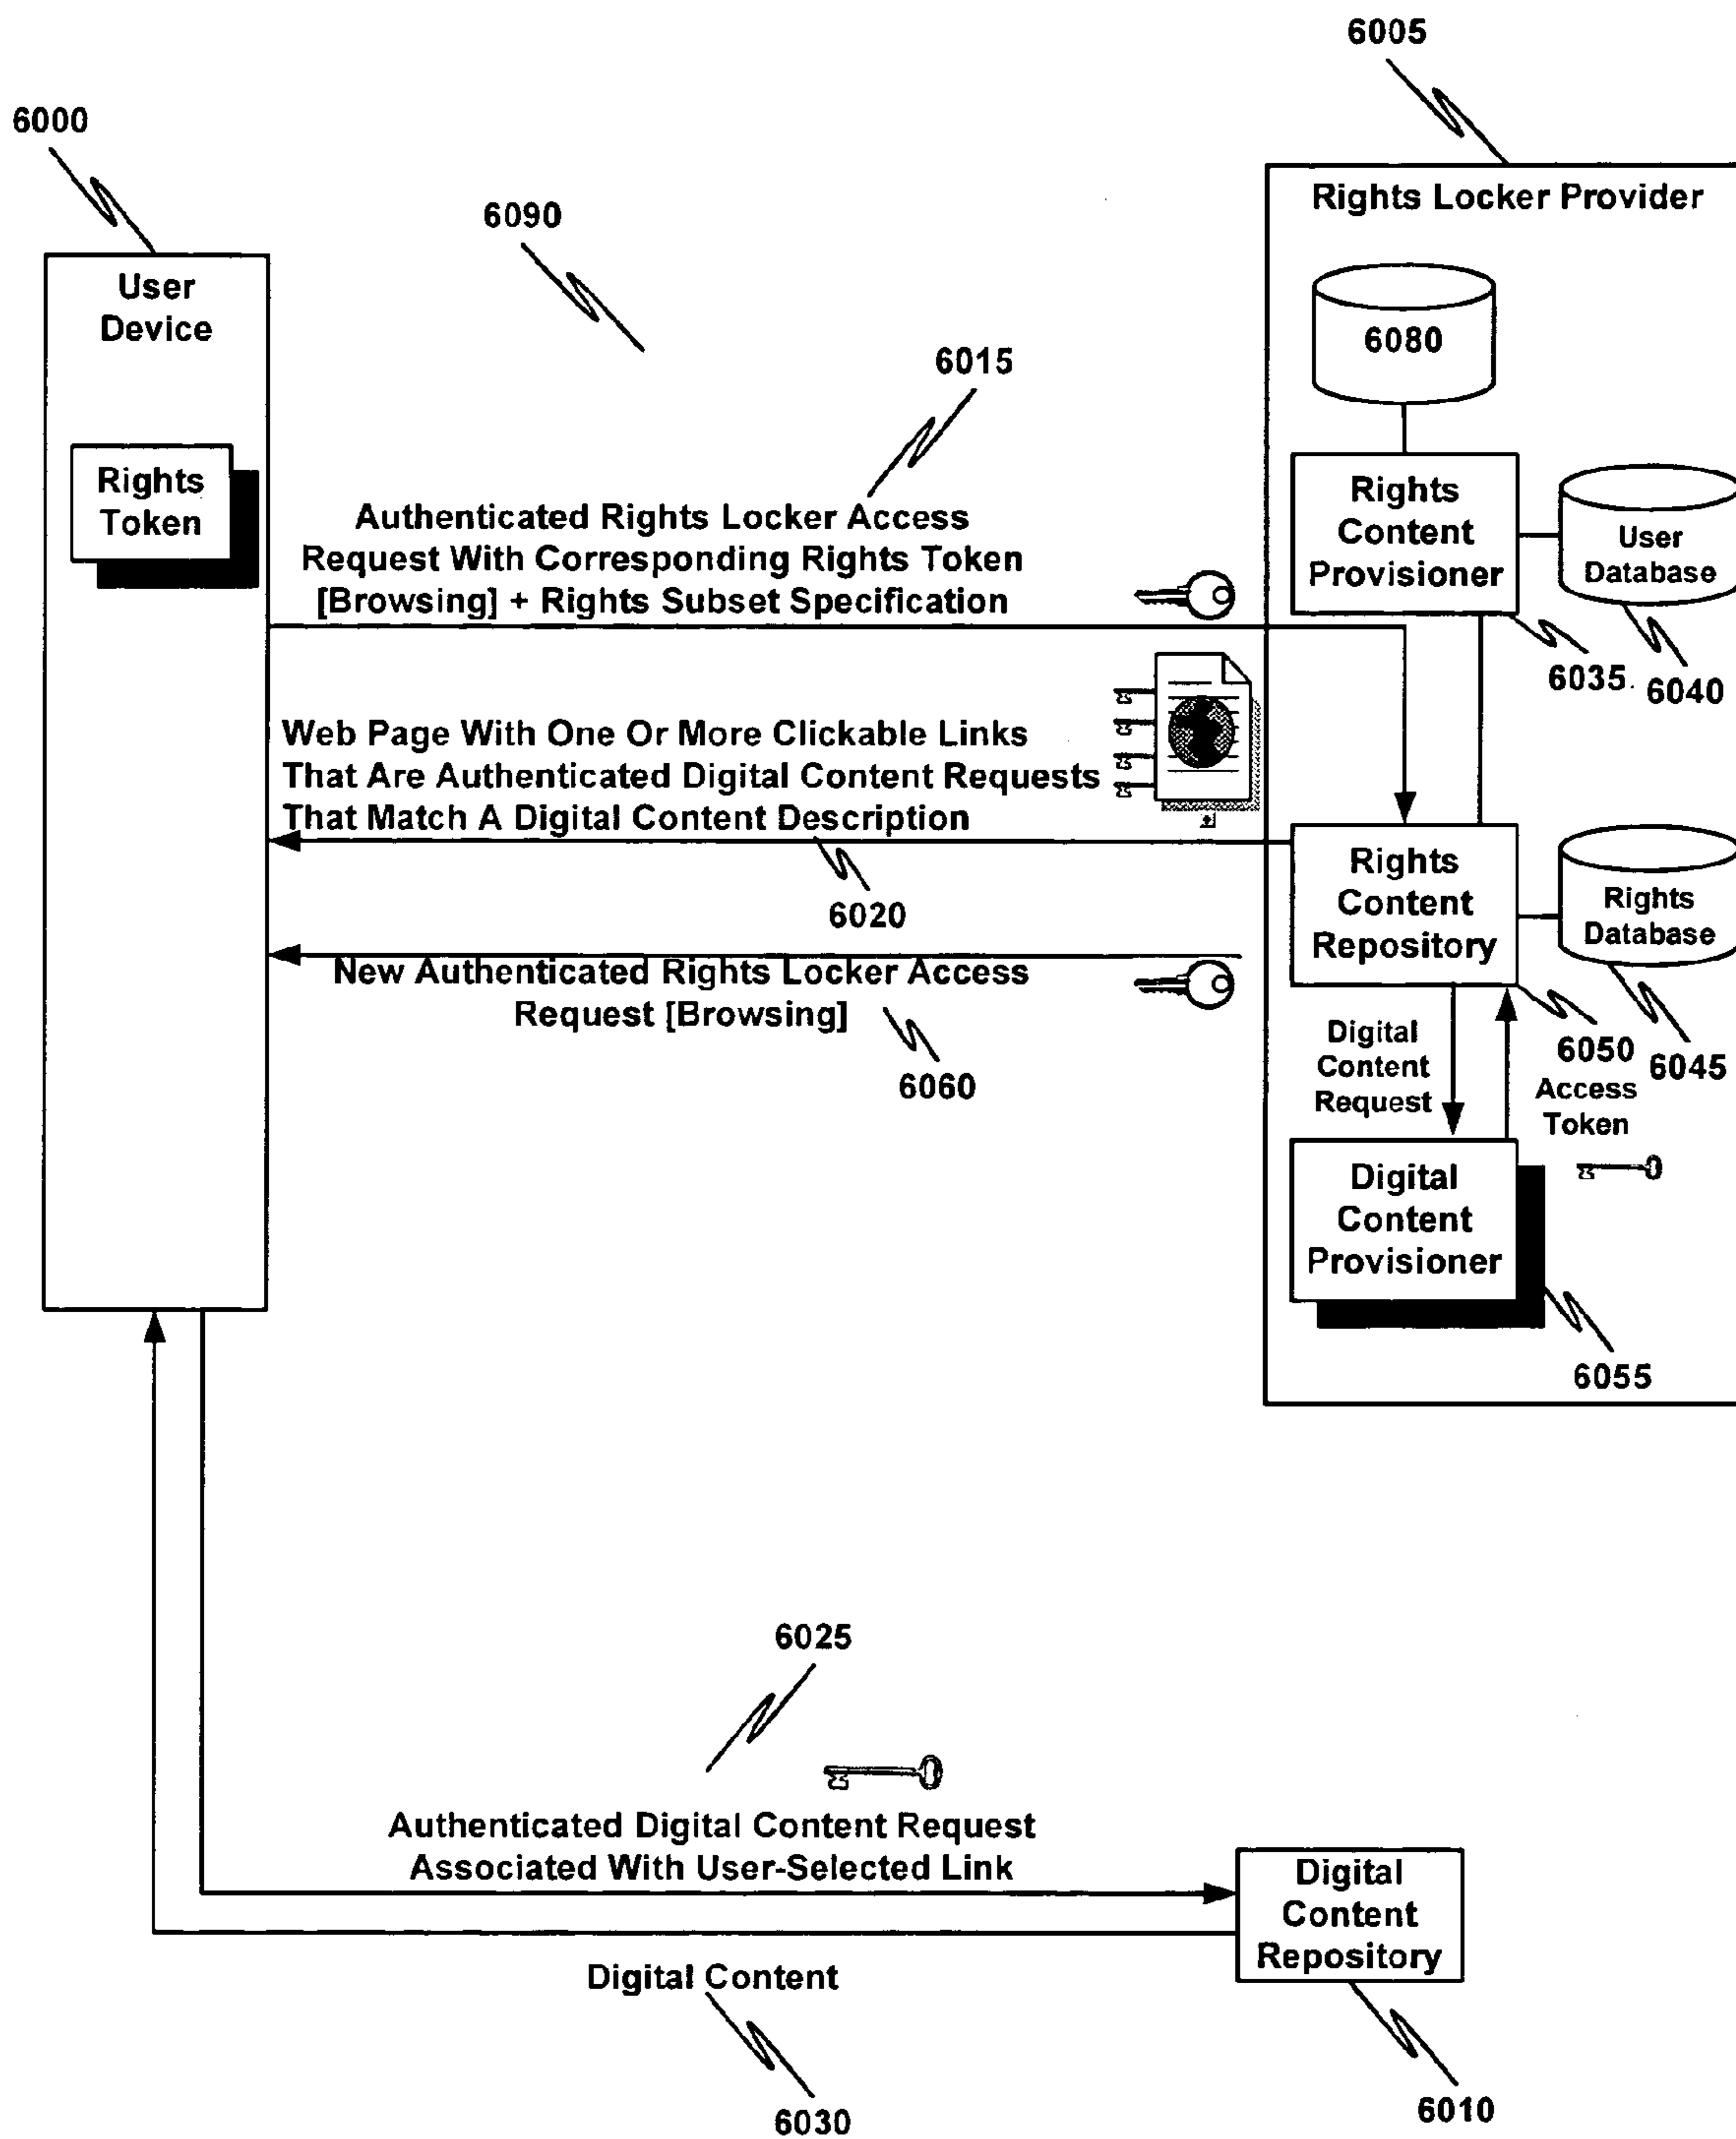 6005
6000
6090
Rights Locker Provider
User
Device
6080
6015
Rights
Token
Rights
Content
Provisioner
User
Database
Authenticated Rights Locker Access
Request With Corresponding Rights Token
[Browsing] + Rights Subset Specification
6035
6040
Web Page With One Or More Clickable Links
That Are Authenticated Digital Content Requests
That Match A Digital Content Description
6020
Rights
Content
Repository
Rights
Database
New Authenticated Rights Locker Access
Request [Browsing]
6060
Digital
Content
Request
6050
6045
Access
Token
Digital
Content
Provisioner
6055
6025
Authenticated Digital Content Request
Associated With User-Selected Link
Digital
Content
Repository
Digital Content
6030
6010